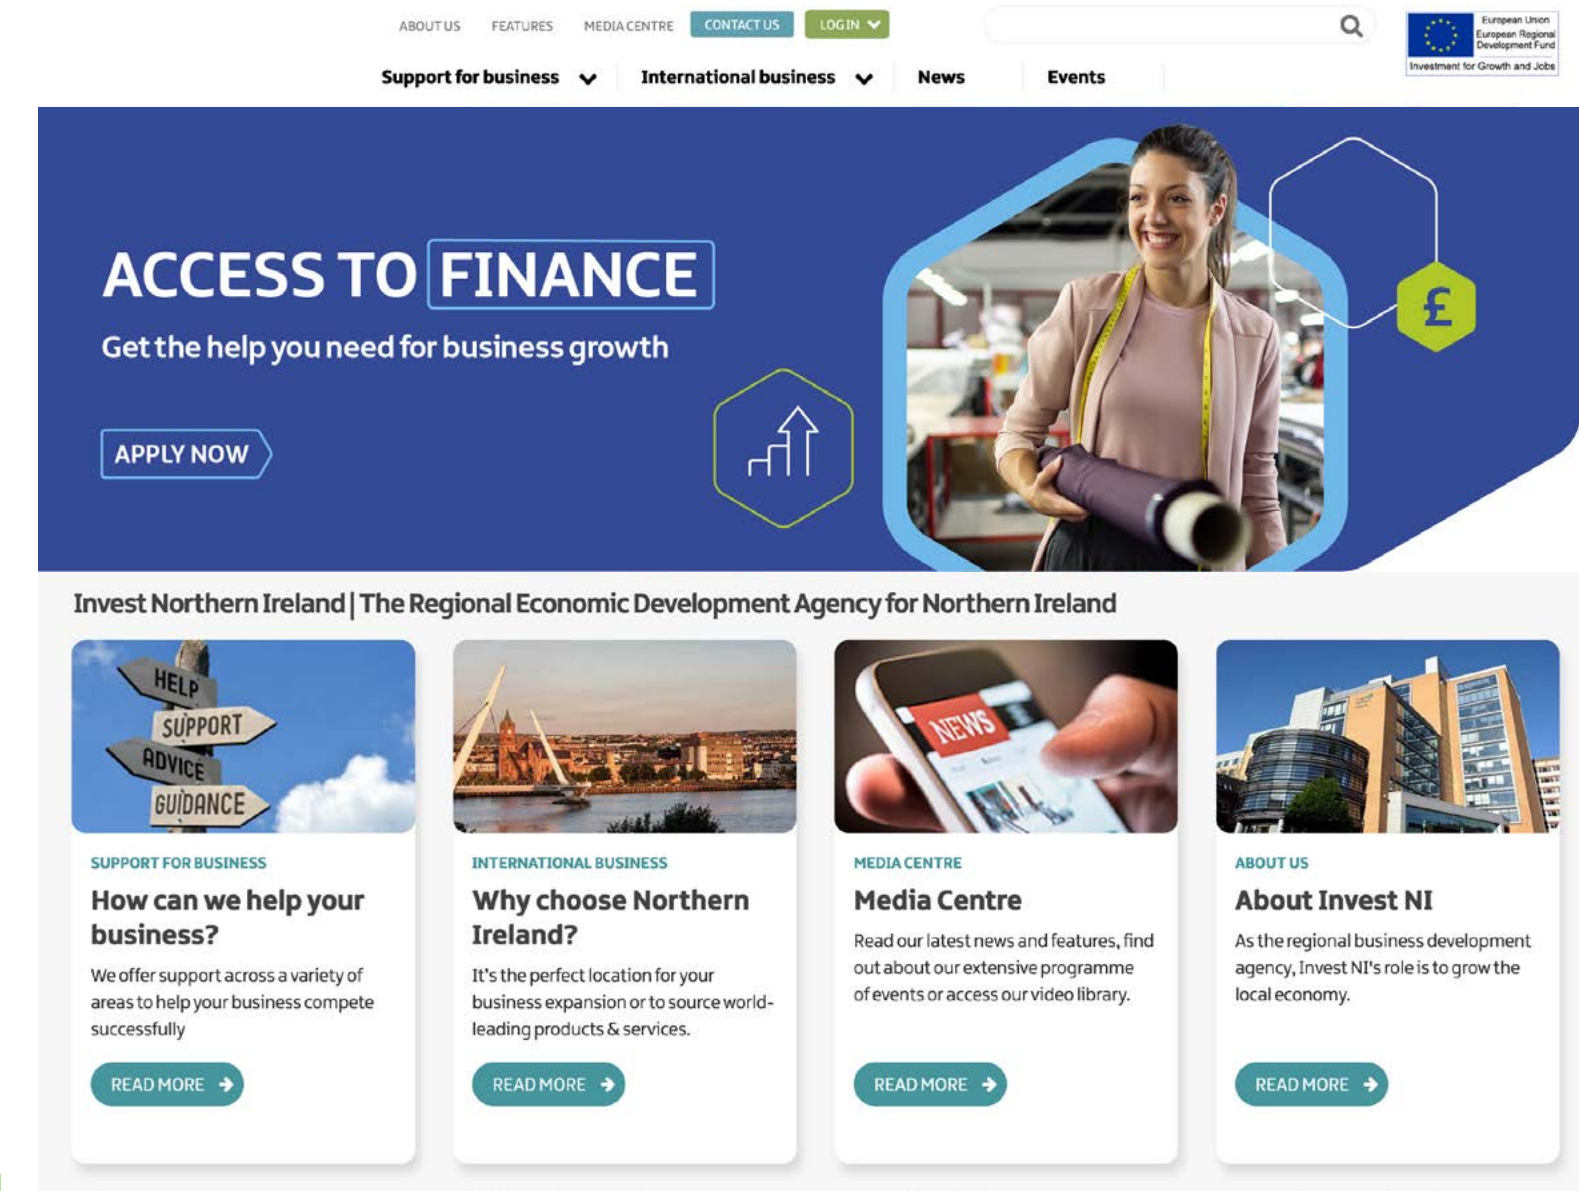 ABOUT US FEATURES MEDIA CENTRE CONTACT US LOG IN
European Union
European Regional
Development Fund
Investment for Growth and Jobs
Support for business International business News Events
ACCESS TO FINANCE
Get the help you need for business growth
APPLY NOW
£
Invest Northern Ireland | The Regional Economic Development Agency for Northern Ireland
HELP
SUPPORT
ADVICE
GUIDANCE
NEWS
SUPPORT FOR BUSINESS
How can we help your
business?
We offer support across a variety of
areas to help your business compete
successfully
READ MORE
INTERNATIONAL BUSINESS
Why choose Northern
Ireland?
It's the perfect location for your
business expansion or to source world-
leading products & services.
READ MORE
MEDIA CENTRE
Media Centre
Read our latest news and features, find
out about our extensive programme
of events or access our video library.
READ MORE
ABOUT US
About Invest NI
As the regional business development
agency, Invest NI's role is to grow the
local economy.
READ MORE